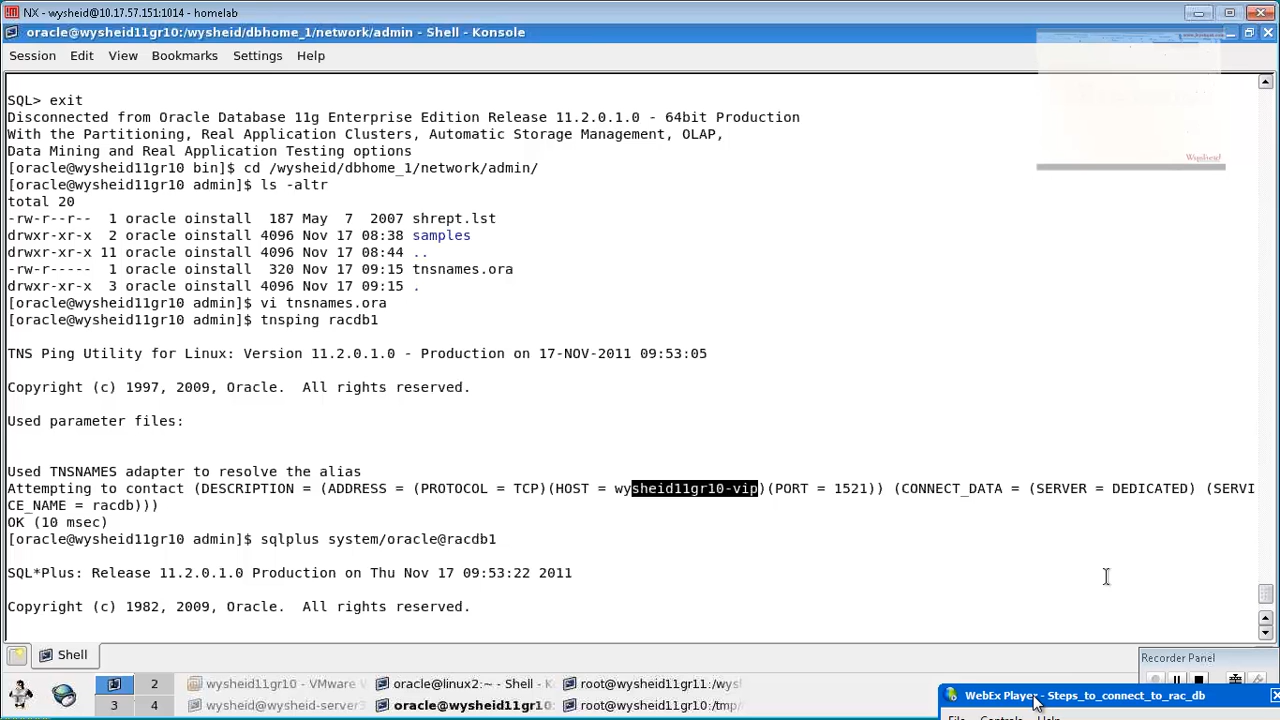 NX - wysheid@10.17.57.151:1014 - homelab
oracle@wysheid11gr10:/wysheid/dbhome_1/network/admin - Shell - Konsole
Session Edit View Bookmarks Settings Help
SQL> exit
Disconnected from Oracle Database 11g Enterprise Edition Release 11.2.0.1.0 - 64bit Production
With the Partitioning, Real Application Clusters, Automatic Storage Management, OLAP,
Data Mining and Real Application Testing options
[oracle@wysheid11gr10 bin]$ cd /wysheid/dbhome_1/network/admin/
[oracle@wysheid11gr10 admin]$ ls -altr
total 20
-rw-r--r-- 1 oracle oinstall 187 May 7 2007 shrept.lst
drwxr-xr-x 2 oracle oinstall 4096 Nov 17 08:38 samples
drwxr-xr-x 11 oracle oinstall 4096 Nov 17 08:44 ..
-rw-r----- 1 oracle oinstall 320 Nov 17 09:15 tnsnames.ora
drwxr-xr-x 3 oracle oinstall 4096 Nov 17 09:15 .
[oracle@wysheid11gr10 admin]$ vi tnsnames.ora
[oracle@wysheid11gr10 admin]$ tnsping racdb1
TNS Ping Utility for Linux: Version 11.2.0.1.0 - Production on 17-NOV-2011 09:53:05
Copyright (c) 1997, 2009, Oracle. All rights reserved.
Used parameter files:
Used TNSNAMES adapter to resolve the alias
Attempting to contact (DESCRIPTION = (ADDRESS = (PROTOCOL = TCP)(HOST = wysheid11gr10-vip)(PORT = 1521)) (CONNECT_DATA = (SERVER = DEDICATED) (SERVI
CE_NAME = racdb)))
OK (10 msec)
[oracle@wysheid11gr10 admin]$ sqlplus system/oracle@racdb1
SQL*Plus: Release 11.2.0.1.0 Production on Thu Nov 17 09:53:22 2011
Copyright (c) 1982, 2009, Oracle. All rights reserved.
Shell
Recorder Panel
2 wysheid11gr10 - VMware oracle@linux2:~ - Shell - K root@wysheid11gr11:/wys
3 4 wysheid@wysheid-server3 oracle@wysheid11gr10: root@wysheid11gr10:/tmp
WebEx Player - Steps_to_connect_to_rac_db
File Controls Help
Wysheid